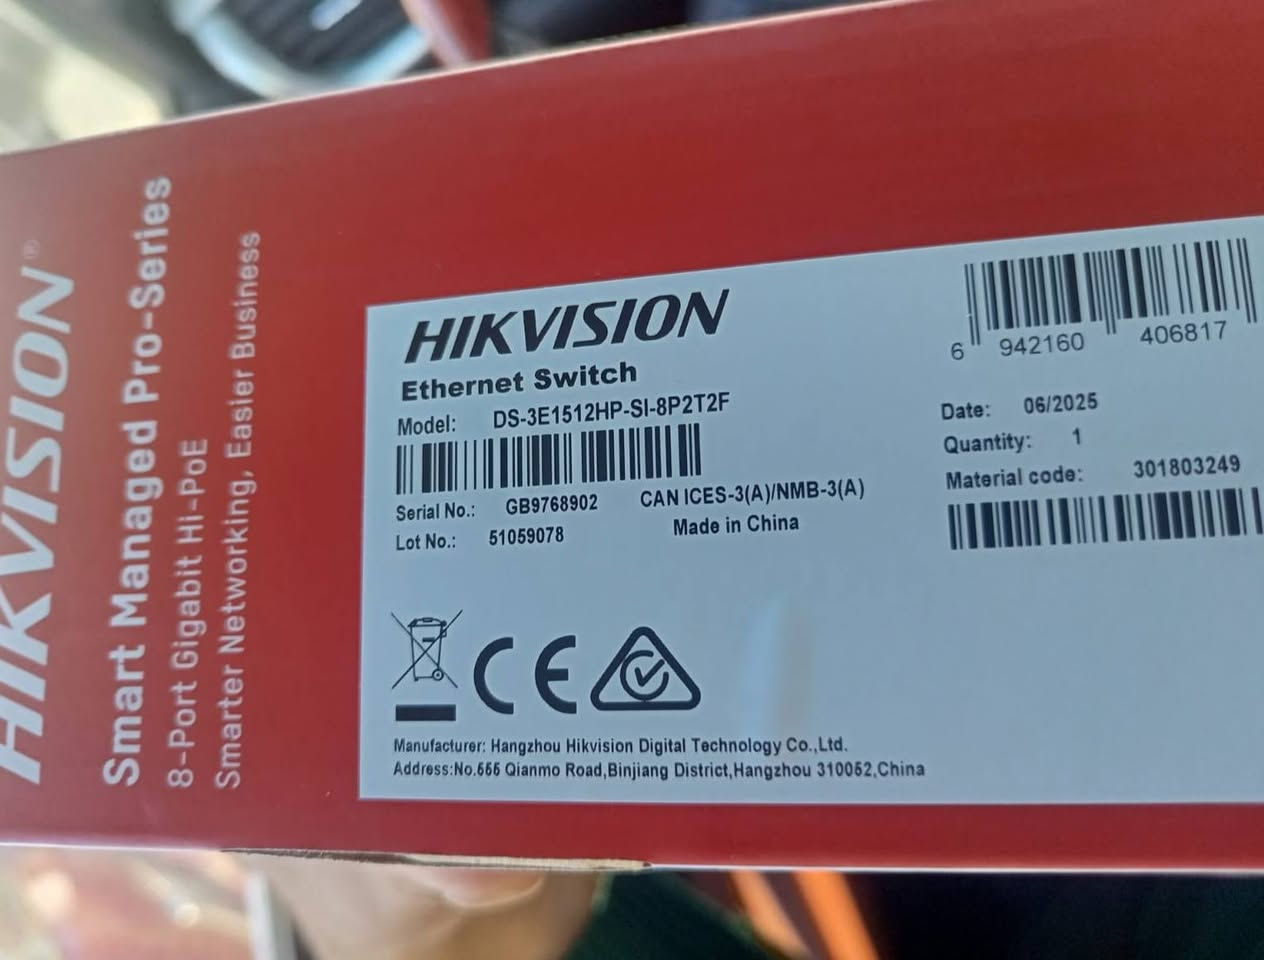 HIKVISION®
Smart Managed Pro-Series
8-Port Gigabit Hi-PoE
Smarter Networking, Easier Business
HIKVISION
Ethernet Switch
Model: DS-3E1512HP-SI-8P2T2F
Serial No.: GB9768902 CAN ICES-3(A)/NMB-3(A)
Lot No.: 51059078 Made in China
6 942160 406817
Date: 06/2025
Quantity: 1
Material code: 301803249
CE
Manufacturer: Hangzhou Hikvision Digital Technology Co.,Ltd.
Address:No.555 Qianmo Road,Binjiang District,Hangzhou 310052,China